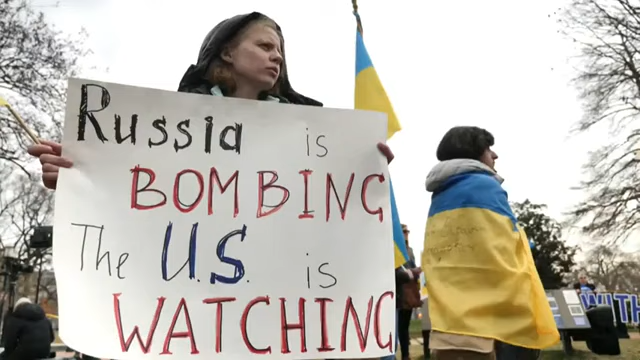 Russia is
BOMBING
The U.S. is
WATCHING
WITH